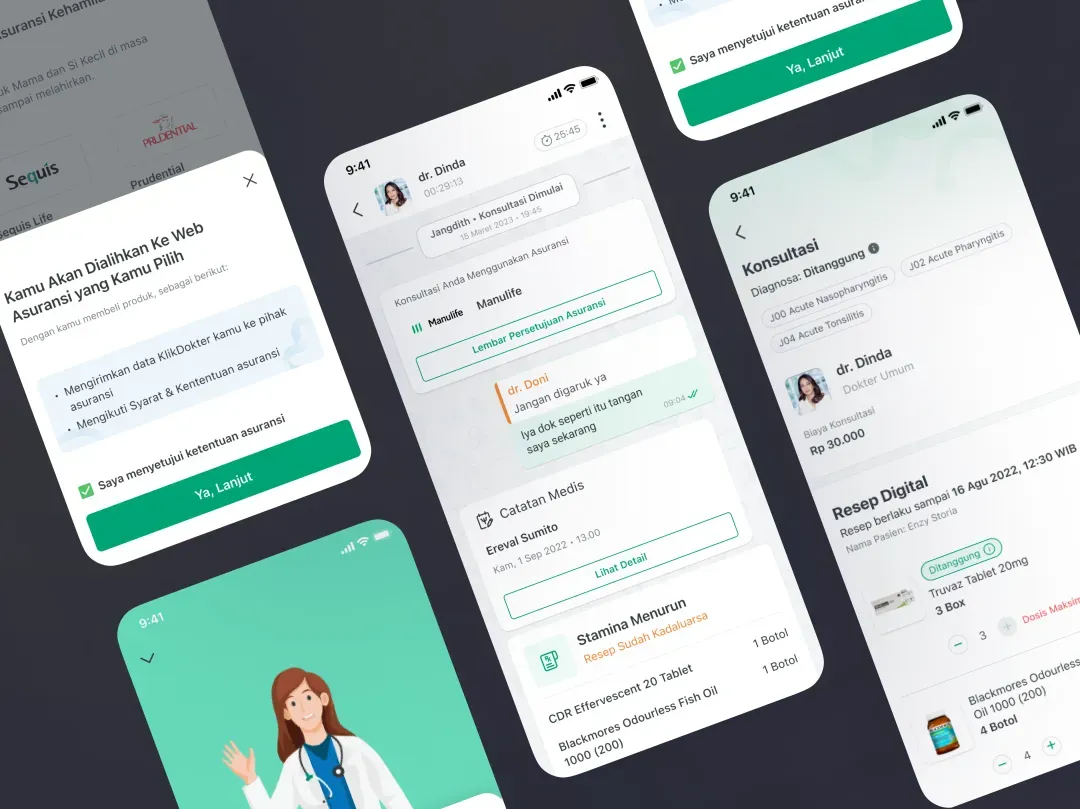 Asuransi Kehamila
k Mama dan Si Kecil di masa
sampai melahirkan.
Sequis
PRUDENTIAL
Prudential
Sequis Life
Kamu Akan Dialihkan Ke Web
Asuransi yang Kamu Pilih
Dengan kamu membeli produk, sebagai berikut:
• Mengirimkan data KlikDokter kamu ke pihak
asuransi
• Mengikuti Syarat & Kententuan asuransi
Saya menyetujui ketentuan asuransi
Ya, Lanjut
9:41
9:41
dr. Dinda
00:29:13
25:45
Jangdith • Konsultasi Dimulai
15 Maret 2023 • 19:45
Konsultasi Anda Menggunakan Asuransi
Manulife
Manulife
Lembar Persetujuan Asuransi
dr. Doni
Jangan digaruk ya
Iya dok seperti itu tangan
saya sekarang
09:04
Catatan Medis
Ereval Sumito
Kam, 1 Sep 2022 • 13.00
Lihat Detail
Stamina Menurun
Resep Sudah Kadaluarsa
CDR Effervescent 20 Tablet
1 Botol
Blackmores Odourless Fish Oil
1000 (200)
1 Botol
Saya menyetujui ketentuan asuran
Ya, Lanjut
9:41
Konsultasi
Diagnosa: Ditanggung
J00 Acute Nasopharyngitis
J02 Acute Pharyngitis
J04 Acute Tonsilitis
dr. Dinda
Dokter Umum
Biaya Konsultasi
Rp 30.000
Resep Digital
Resep berlaku sampai 16 Agu 2022, 12:30 WIB
Nama Pasien: Enzy Storia
Ditanggung
Truvaz Tablet 20mg
3 Box
3
Dosis Maksim
Blackmores Odourless
Oil 1000 (200)
4 Botol
4